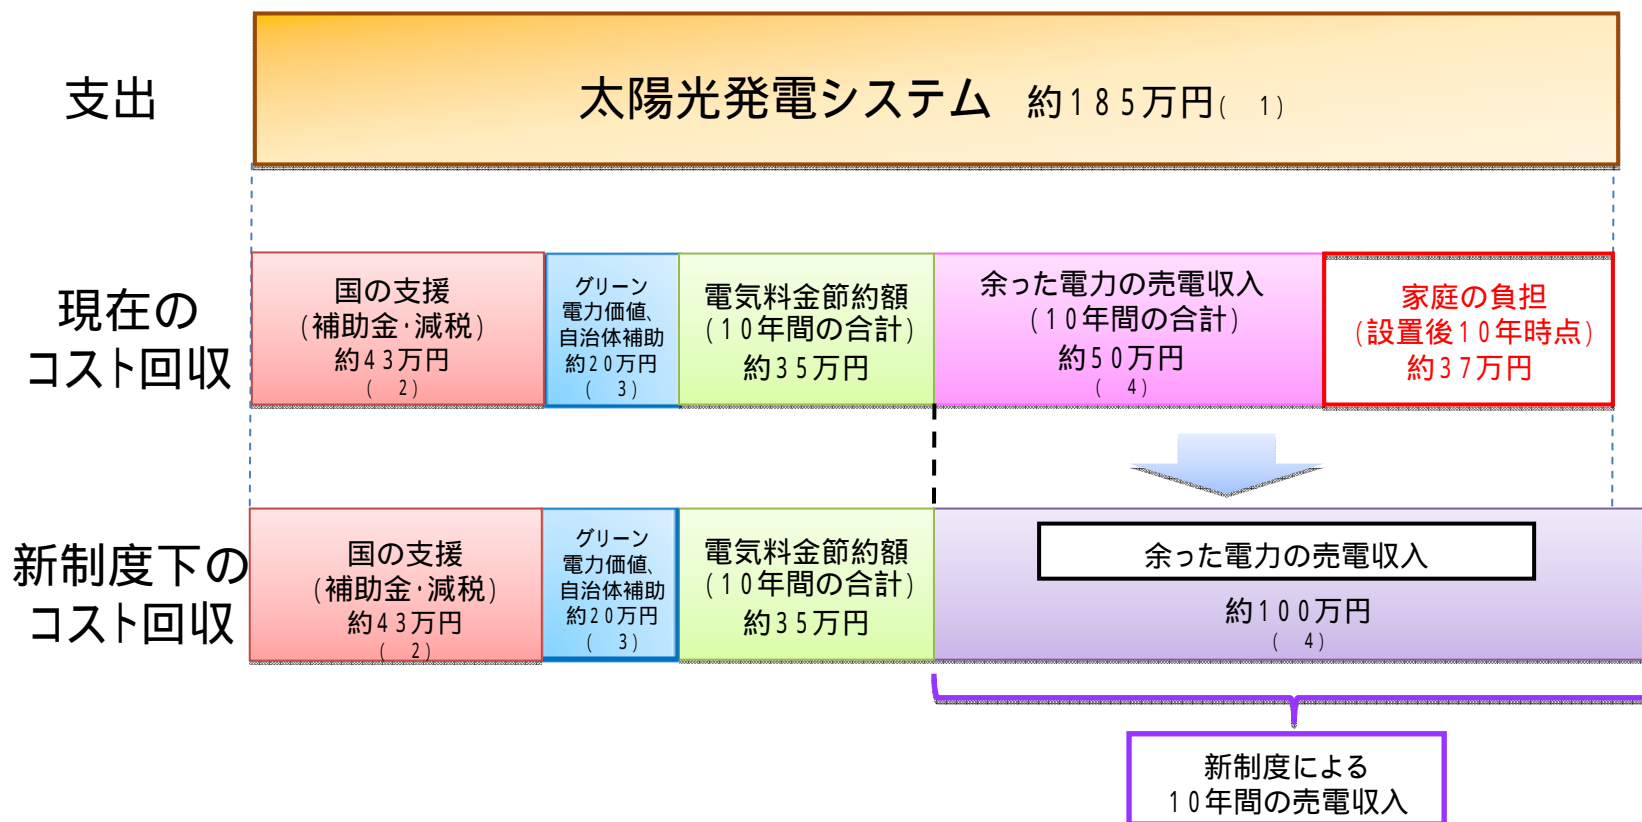 支出
太陽光発電システム 約185万円( 1)
現在の
コスト回収
国の支援
(補助金・減税)
約43万円
( 2)
グリーン
電力価値、
自治体補助
約20万円
( 3)
電気料金節約額
(10年間の合計)
約35万円
余った電力の売電収入
(10年間の合計)
約50万円
( 4)
家庭の負担
(設置後10年時点)
約37万円
新制度下の
コスト回収
国の支援
(補助金・減税)
約43万円
( 2)
グリーン
電力価値、
自治体補助
約20万円
( 3)
電気料金節約額
(10年間の合計)
約35万円
余った電力の売電収入
約100万円
( 4)
新制度による
10年間の売電収入